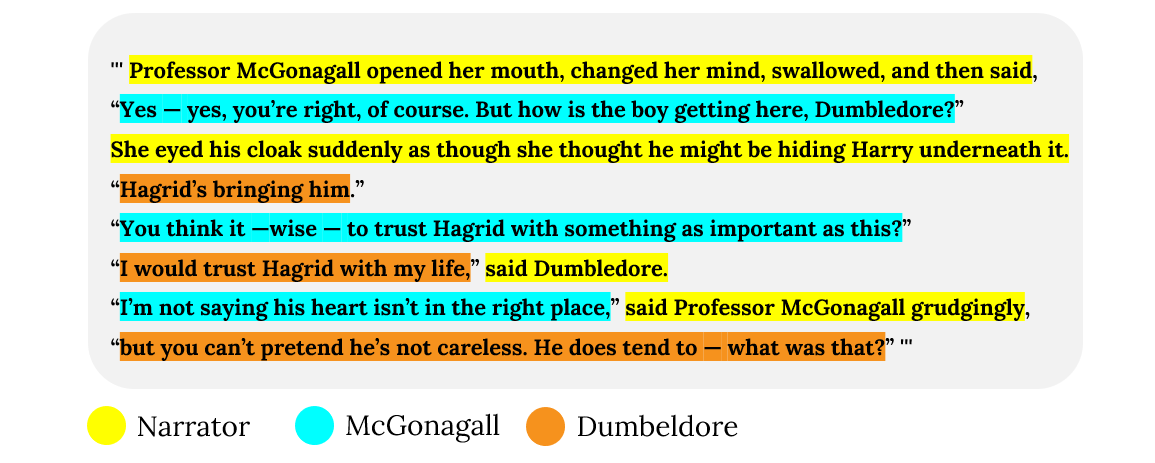 ''' Professor McGonagall opened her mouth, changed her mind, swallowed, and then said,
“Yes — yes, you’re right, of course. But how is the boy getting here, Dumbledore?”
She eyed his cloak suddenly as though she thought he might be hiding Harry underneath it.
“Hagrid’s bringing him.”
“You think it —wise — to trust Hagrid with something as important as this?”
“I would trust Hagrid with my life,” said Dumbledore.
“I’m not saying his heart isn’t in the right place,” said Professor McGonagall grudgingly,
“but you can’t pretend he’s not careless. He does tend to — what was that?” '''
Narrator McGonagall Dumbeldore